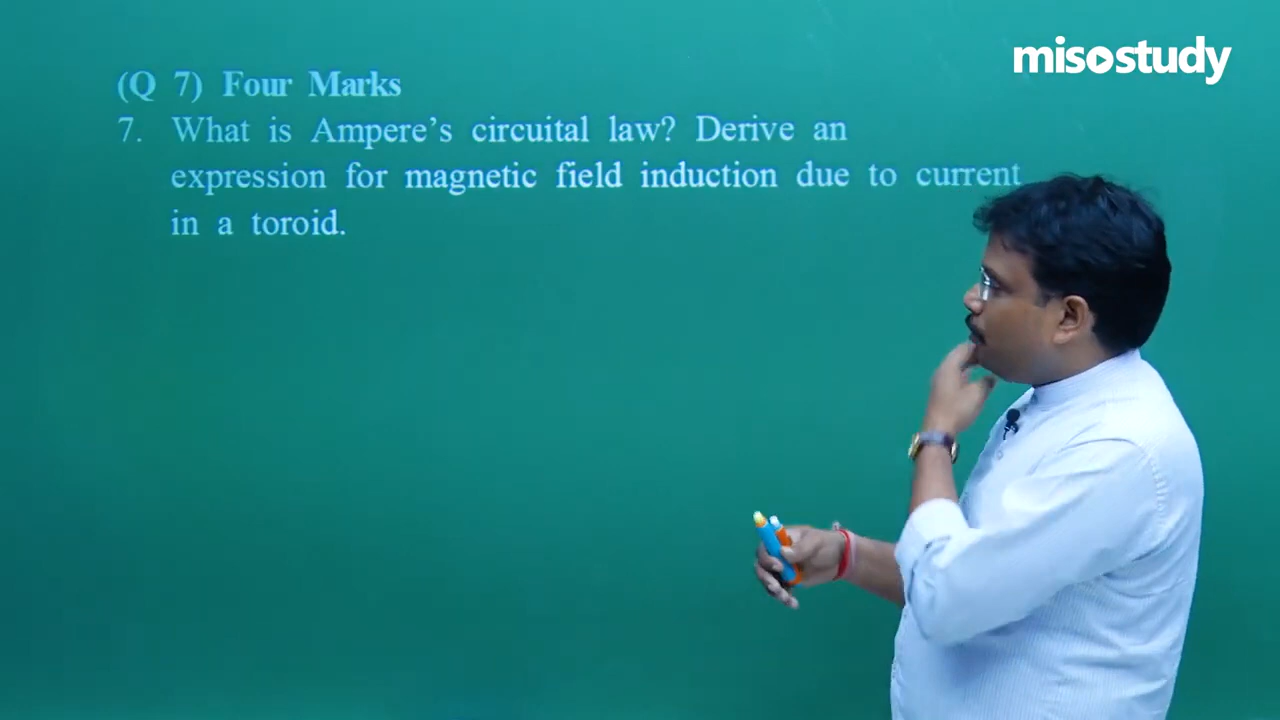 misostudy
(Q 7) Four Marks
7. What is Ampere's circuital law? Derive an
expression for magnetic field induction due to current
in a toroid.